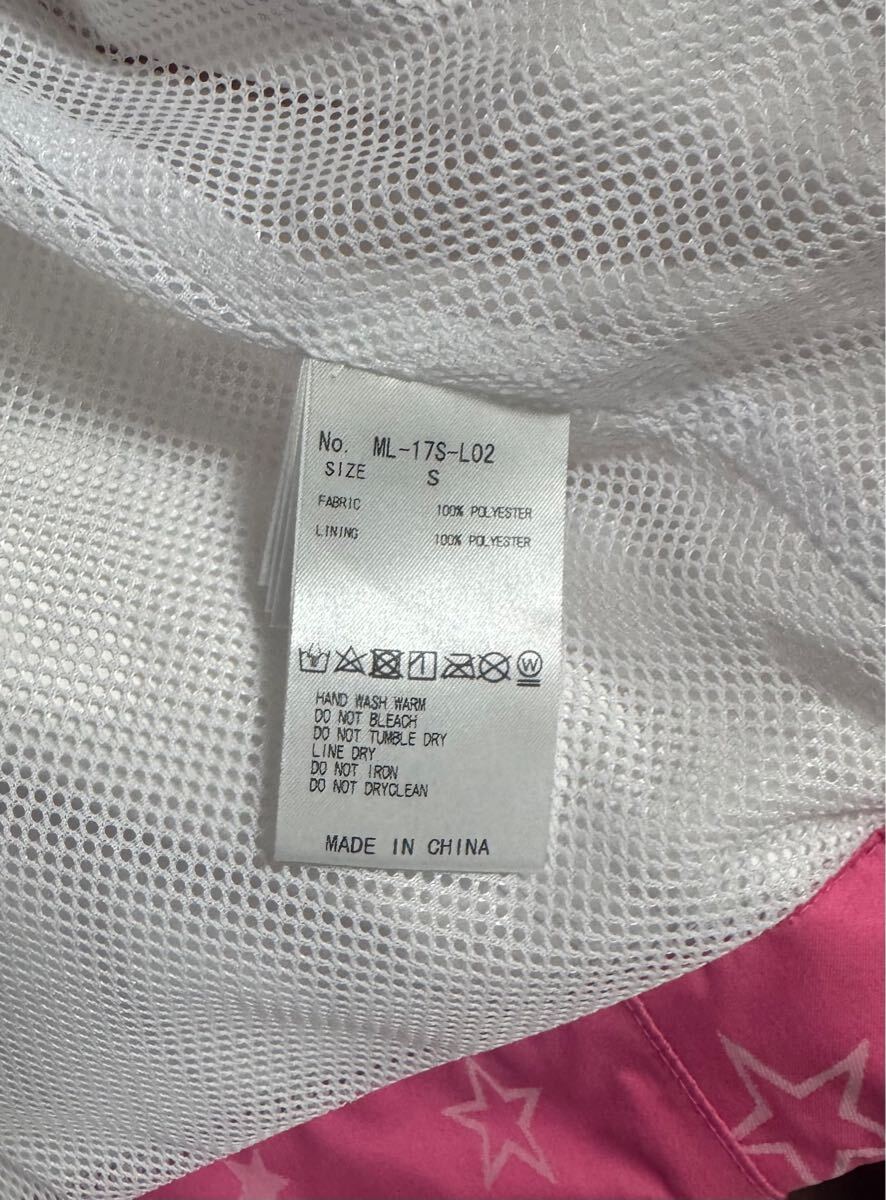 No. ML-17S-L02
SIZE S
FABRIC 100% POLYESTER
LINING 100% POLYESTER
W
HAND WASH WARM
DO NOT BLEACH
DO NOT TUMBLE DRY
LINE DRY
DO NOT IRON
DO NOT DRYCLEAN
MADE IN CHINA